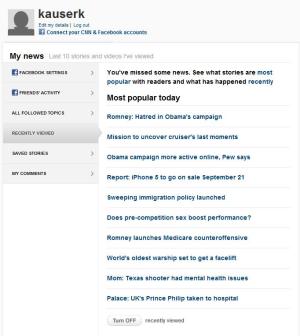 kauserk
Edit my details | Log out
Connect your CNN & Facebook accounts
My news Last 10 stories and videos I've viewed
FACEBOOK SETTINGS
FRIENDS' ACTIVITY
ALL FOLLOWED TOPICS
RECENTLY VIEWED
SAVED STORIES
MY COMMENTS
You've missed some news. See what stories are most
popular with readers and what has happened recently
Most popular today
Romney: Hatred in Obama's campaign
Mission to uncover cruiser's last moments
Obama campaign more active online, Pew says
Report: iPhone 5 to go on sale September 21
Sweeping immigration policy launched
Does pre-competition sex boost performance?
Romney launches Medicare counteroffensive
World's oldest warship set to get a facelift
Mom: Texas shooter had mental health issues
Palace: UK's Prince Philip taken to hospital
Turn OFF recently viewed